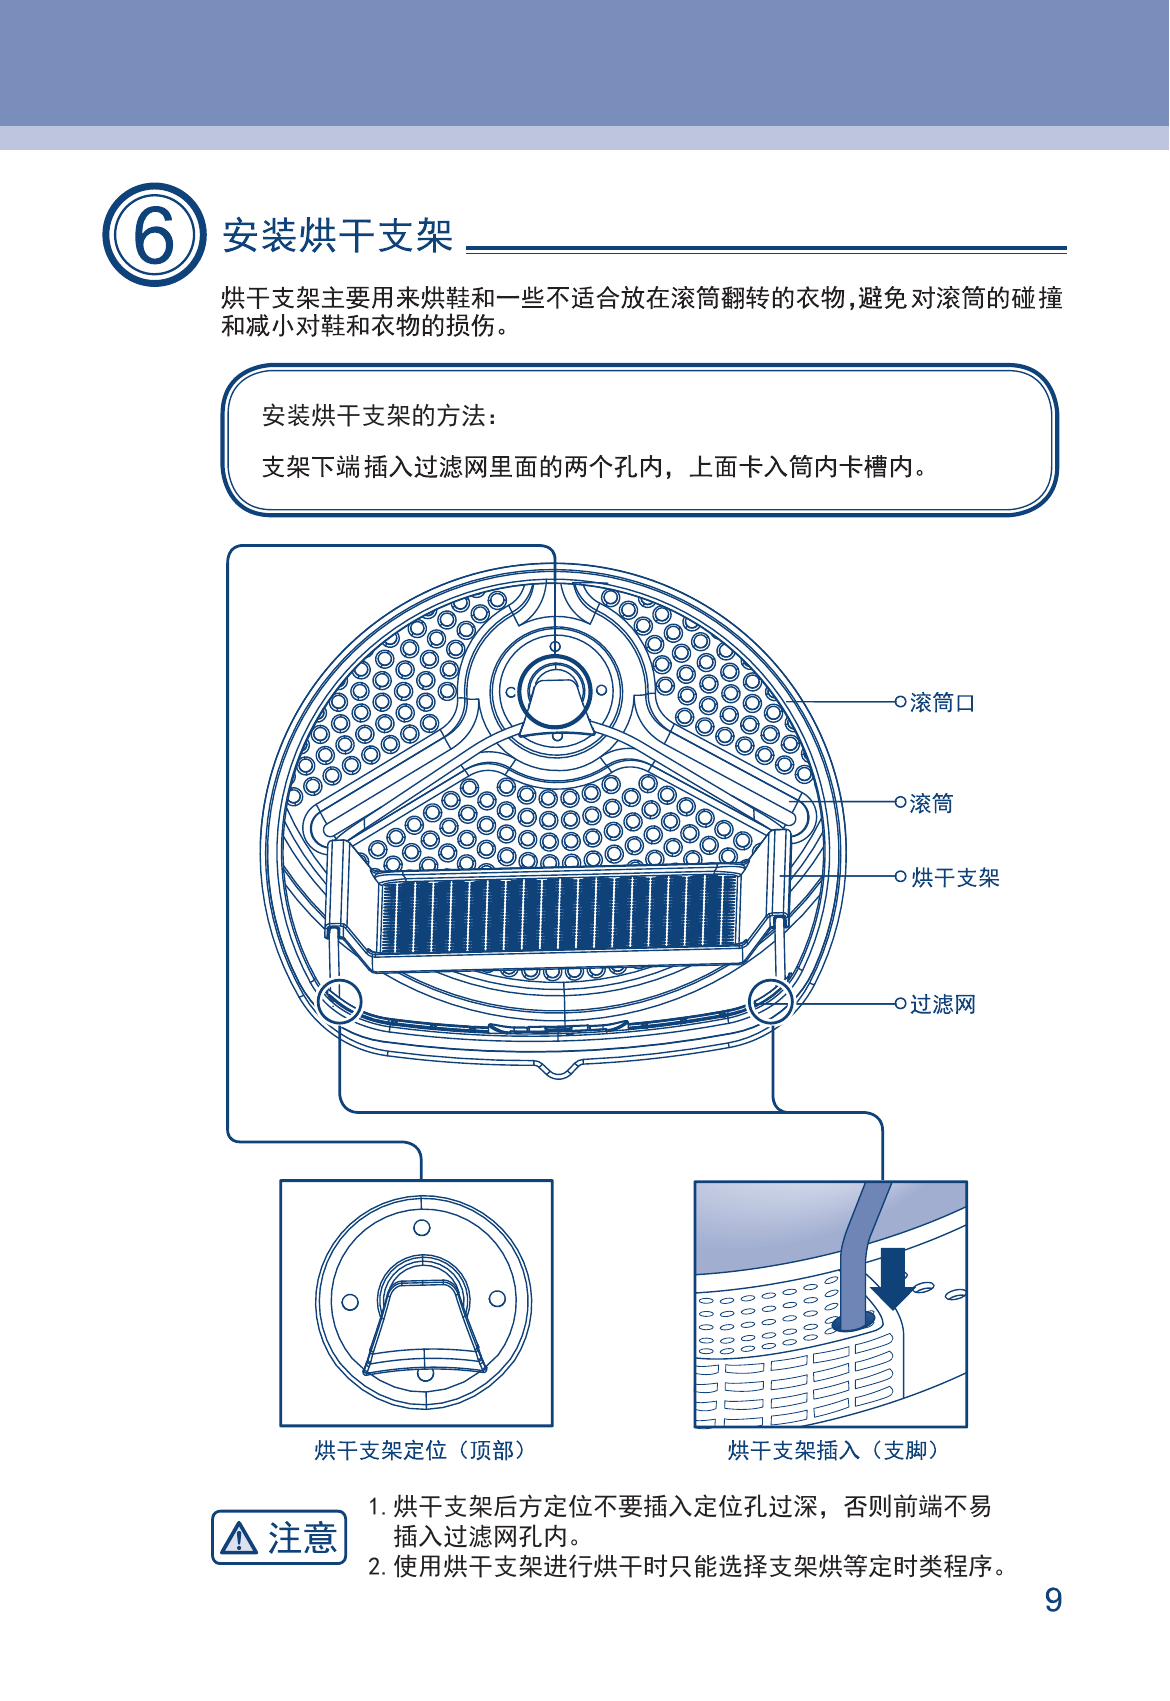 6 安装烘干支架
烘干支架主要用来烘鞋和一些不适合放在滚筒翻转的衣物,避免对滚筒的碰撞
和减小对鞋和衣物的损伤。
安装烘干支架的方法：
支架下端插入过滤网里面的两个孔内，上面卡入筒内卡槽内。
滚筒口
滚筒
烘干支架
过滤网
烘干支架定位（顶部）
烘干支架插入（支脚）
注意
1. 烘干支架后方定位不要插入定位孔过深，否则前端不易
插入过滤网孔内。
2. 使用烘干支架进行烘干时只能选择支架烘等定时类程序。
9